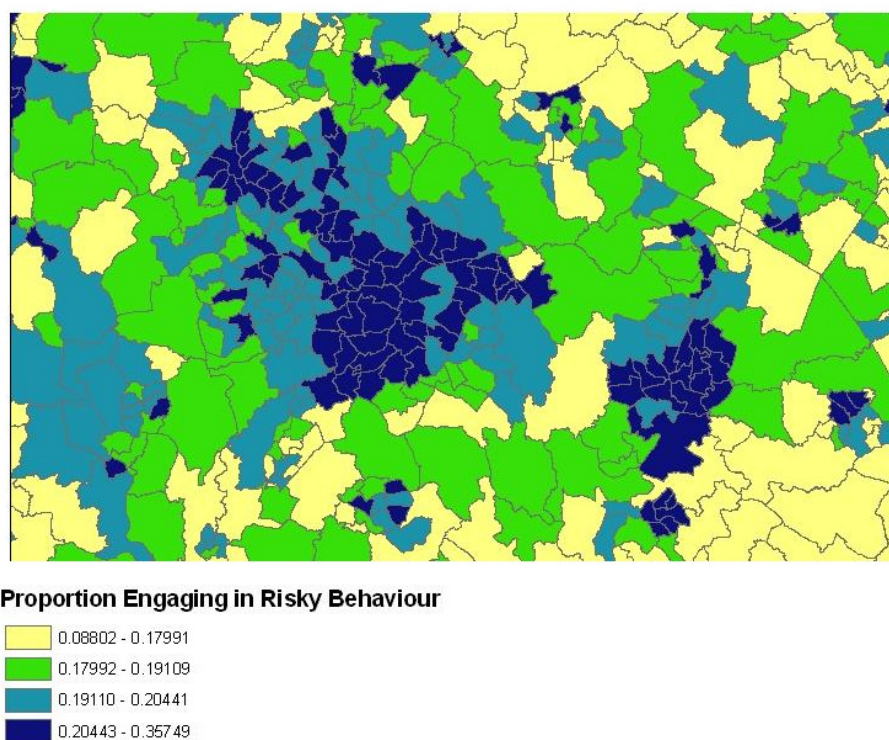 Proportion Engaging in Risky Behaviour
0.08802 - 0.17991
0.17992 - 0.19109
0.19110 - 0.20441
0.20443 - 0.35749